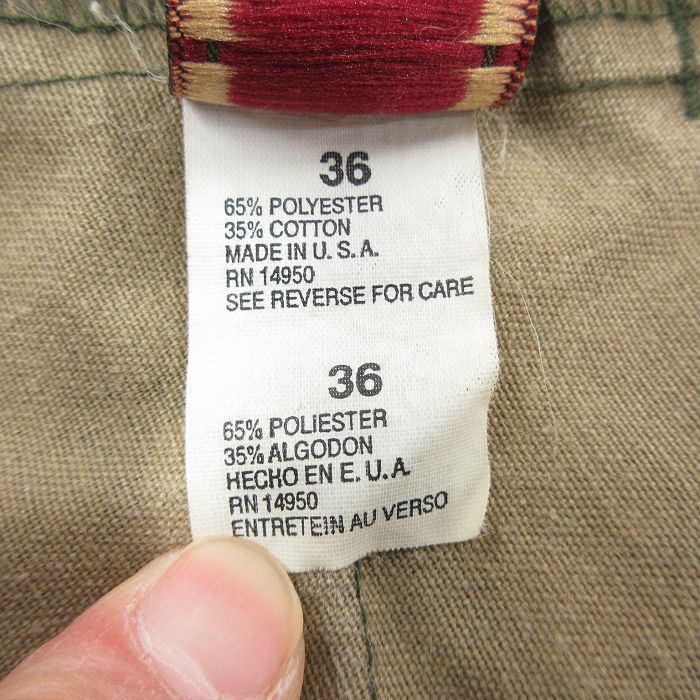 36
65% POLYESTER
35% COTTON
MADE IN U. S. A.
RN 14950
SEE REVERSE FOR CARE
36
65% POLIESTER
35% ALGODON
HECHO EN E. U. A.
RN 14950
ENTRETEIN AU VERSO